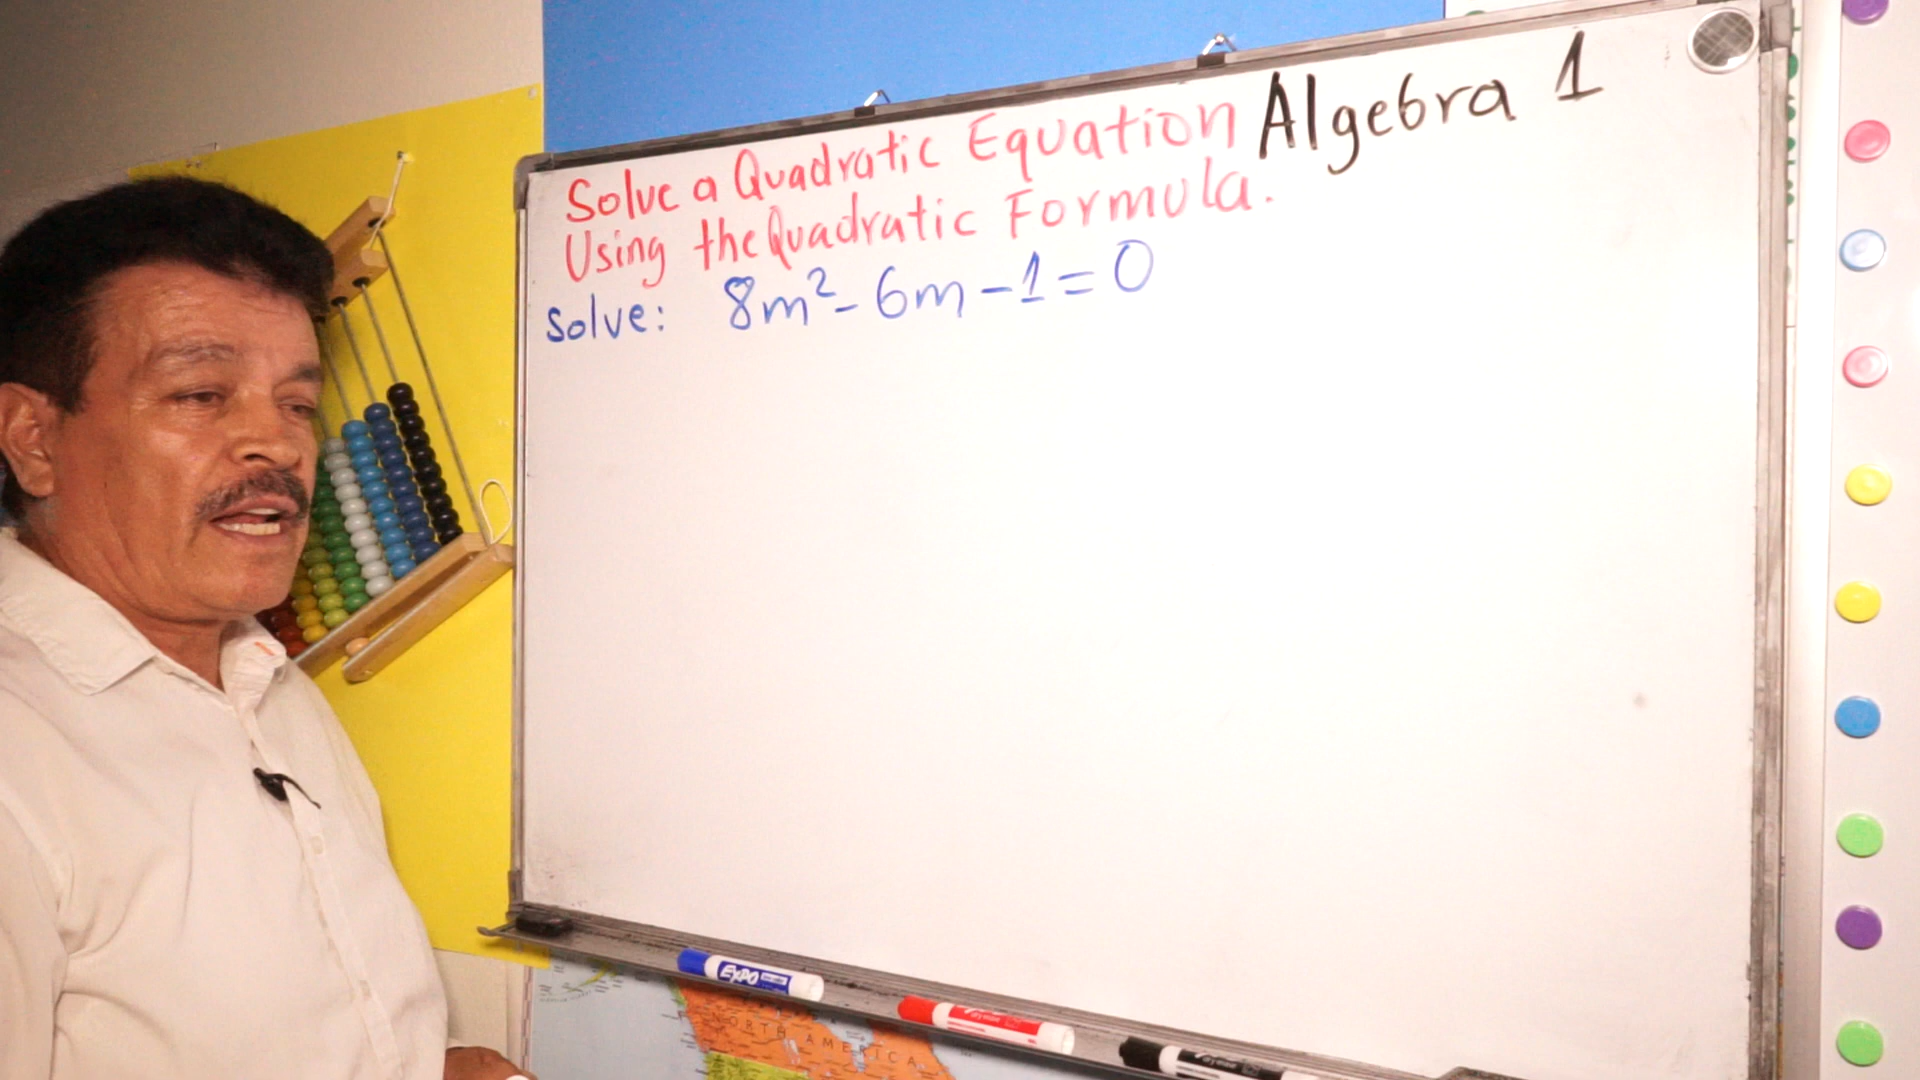 Solve a Quadratic Equation Algebra 1
Using the Quadratic Formula.
Solve: 8m² - 6m - 1 = 0
EXPO
NORTH AMERICA